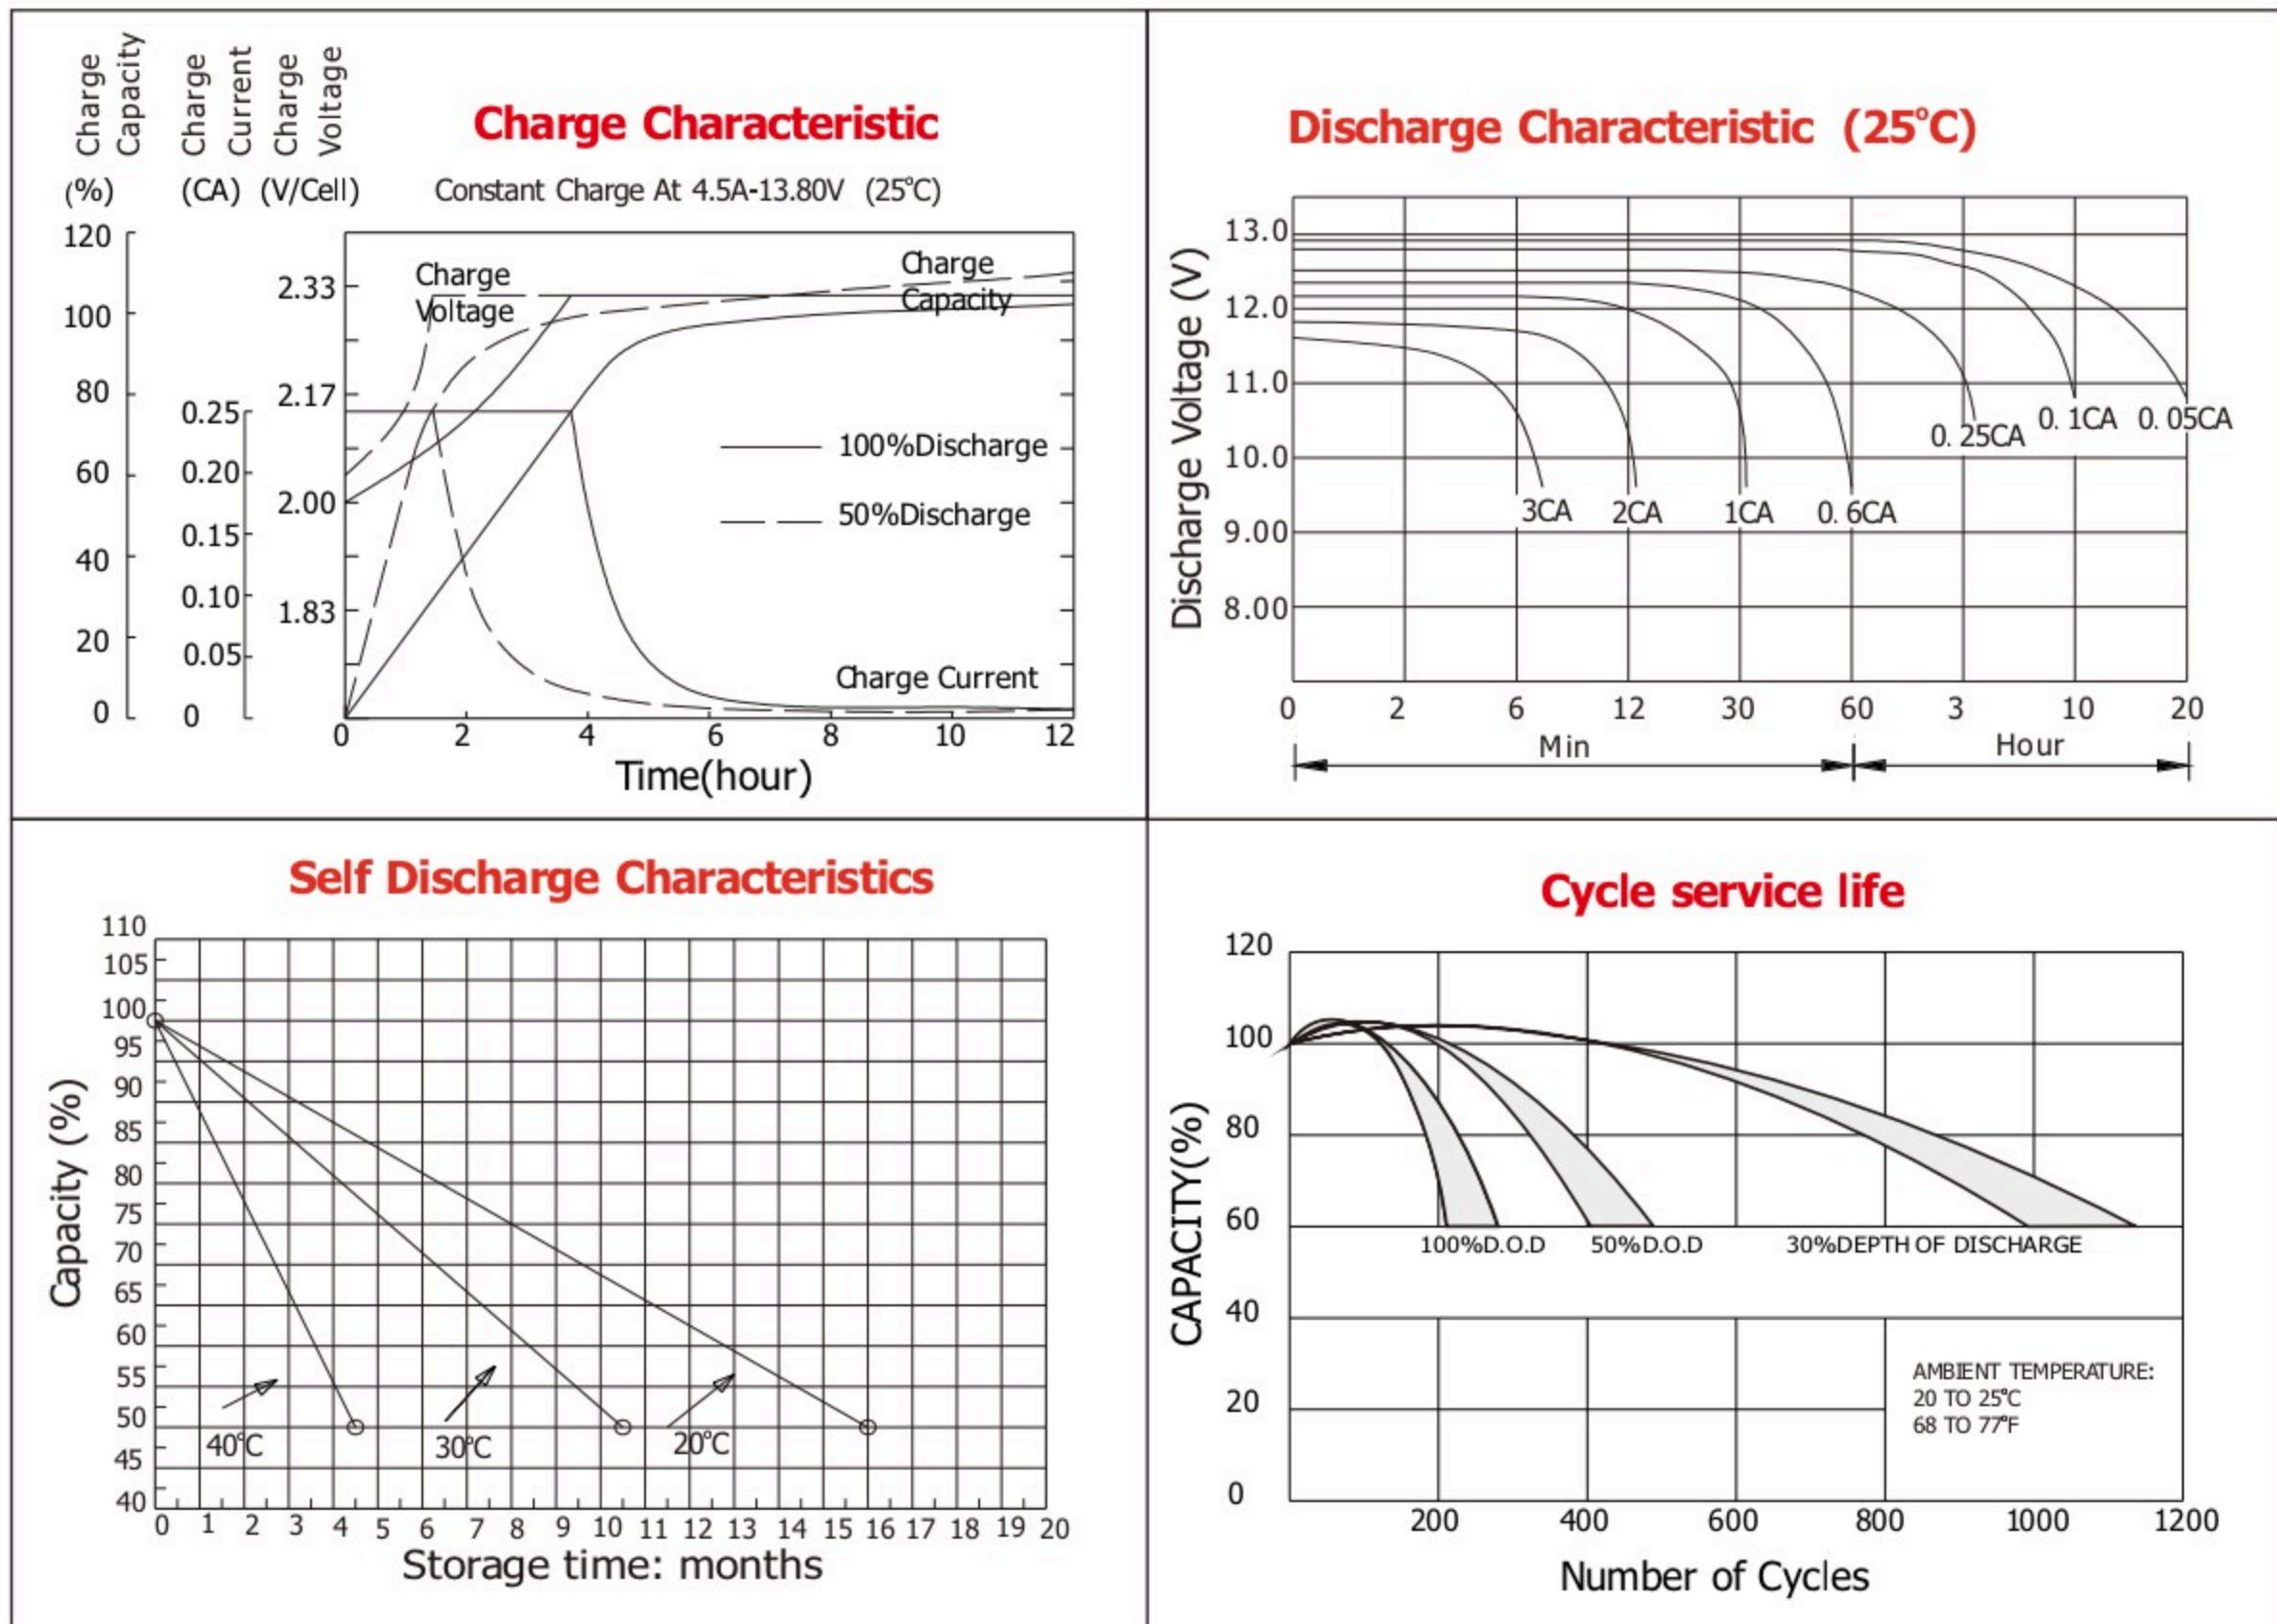 Charge
Capacity
Charge
Current
Charge
Voltage
(%)
(CA)
(V/Cell)
Charge Characteristic
Constant Charge At 4.5A-13.80V (25°C)
120
100
80
60
40
20
0
0.25
0.20
0.15
0.10
0.05
0
2.33
2.17
2.00
1.83
Charge
Voltage
Charge
Capacity
100%Discharge
50%Discharge
Charge Current
0 2 4 6 8 10 12
Time(hour)
Discharge Characteristic (25°C)
Discharge Voltage (V)
13.0
12.0
11.0
10.0
9.00
8.00
3CA 2CA 1CA 0.6CA 0.25CA 0.1CA 0.05CA
0 2 6 12 30 60 3 10 20
Min Hour
Self Discharge Characteristics
Capacity (%)
110
105
100
95
90
85
80
75
70
65
60
55
50
45
40
40°C 30°C 20°C
0 1 2 3 4 5 6 7 8 9 10 11 12 13 14 15 16 17 18 19 20
Storage time: months
Cycle service life
CAPACITY(%)
120
100
80
60
40
20
0
100%D.O.D 50%D.O.D 30%DEPTH OF DISCHARGE
AMBIENT TEMPERATURE:
20 TO 25°C
68 TO 77°F
200 400 600 800 1000 1200
Number of Cycles